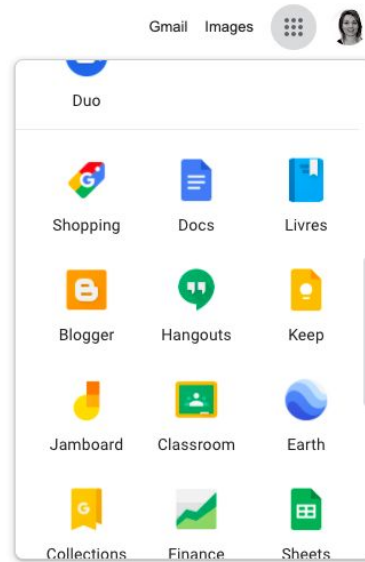 Gmail Images
Duo
Shopping Docs Livres
Blogger Hangouts Keep
Jamboard Classroom Earth
Collections Finance Sheets